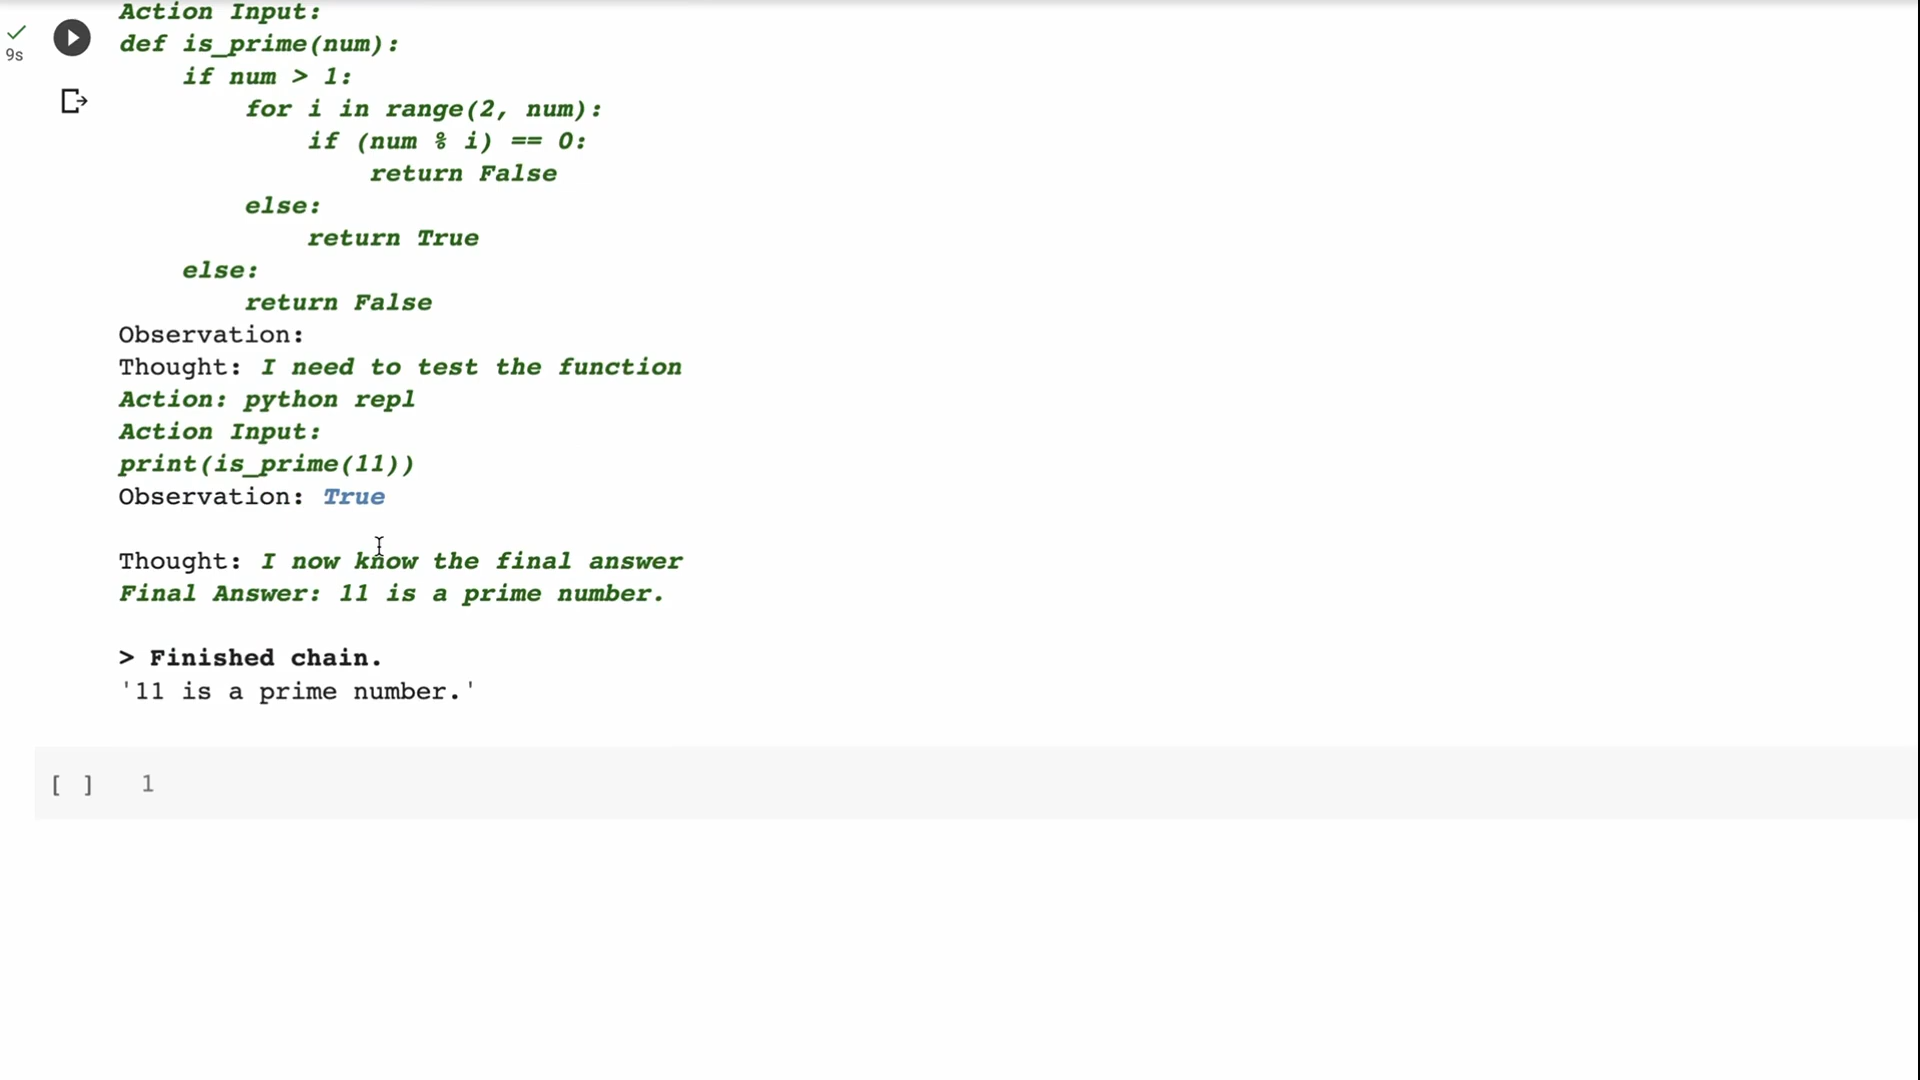 Action Input:
9s
def is_prime(num):
    if num > 1:
        for i in range(2, num):
            if (num % i) == 0:
                return False
        else:
            return True
    else:
        return False
Observation:
Thought: I need to test the function
Action: python repl
Action Input:
print(is_prime(11))
Observation: True
Thought: I now know the final answer
Final Answer: 11 is a prime number.
> Finished chain.
'11 is a prime number.'
[ ] 1